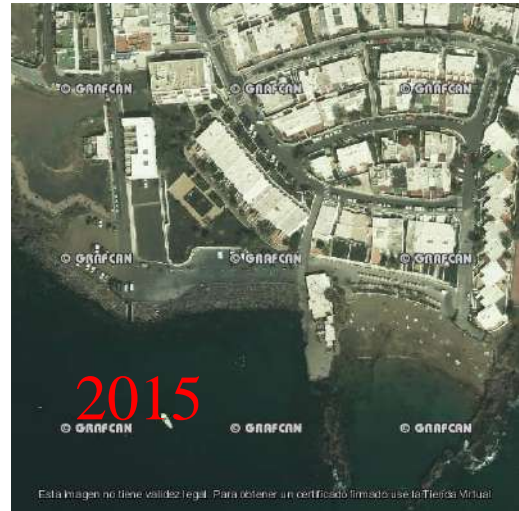 © GRAFCAN © GRAFCAN © GRAFCAN
© GRAFCAN © GRAFCAN © GRAFCAN
2015
© GRAFCAN © GRAFCAN © GRAFCAN
Esta imagen no tiene validez legal. Para obtener un certificado firmado use la Tienda Virtual